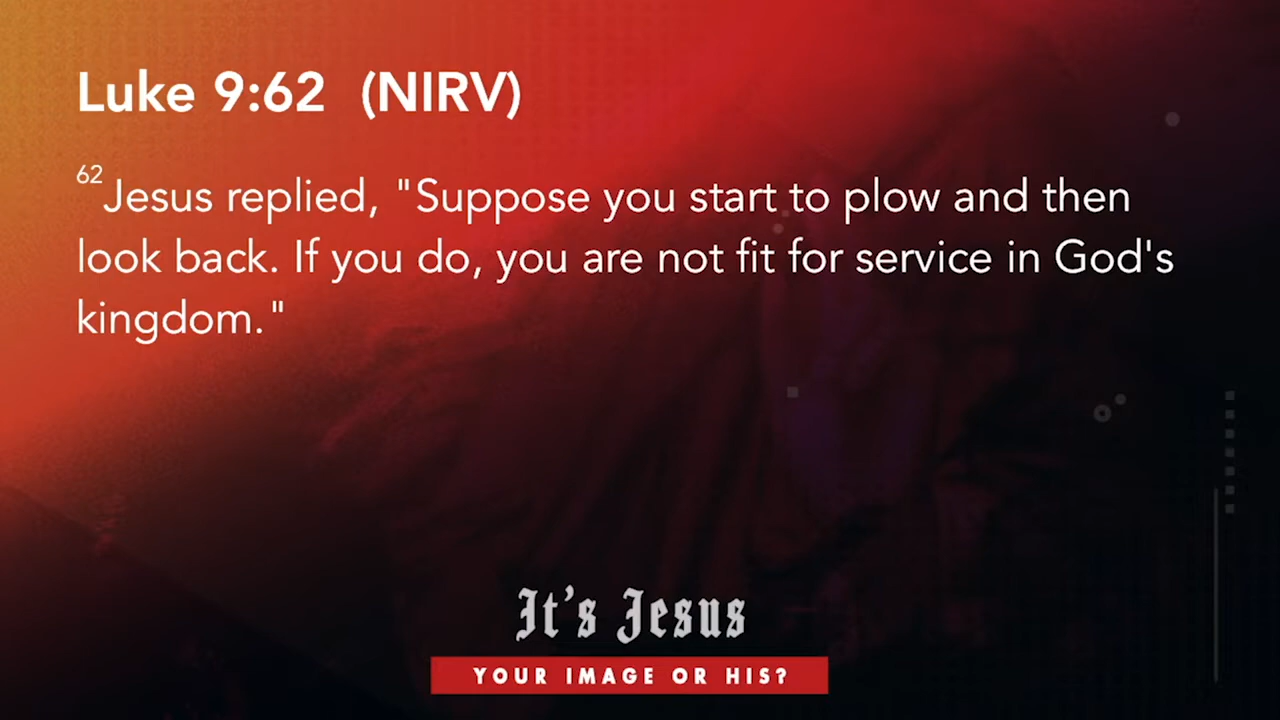 Luke 9:62 (NIRV)
62Jesus replied, "Suppose you start to plow and then
look back. If you do, you are not fit for service in God's
kingdom."
It's Jesus
YOUR IMAGE OR HIS?